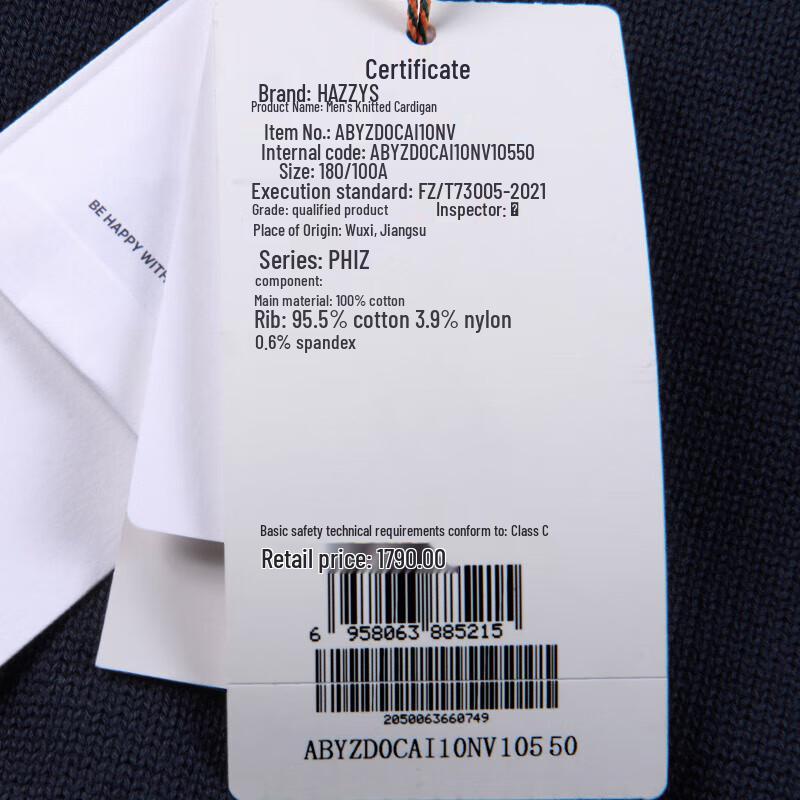 Certificate
Brand: HAZZYS
Product Name: Men's Knitted Cardigan
Item No.: ABYZD0CAI10NV
Internal code: ABYZD0CAI10NV10550
Size: 180/100A
Execution standard: FZ/T73005-2021
Grade: qualified product Inspector:
Place of Origin: Wuxi, Jiangsu
Series: PHIZ
component:
Main material: 100% cotton
Rib: 95.5% cotton 3.9% nylon
0.6% spandex
Basic safety technical requirements conform to: Class C
Retail price: 1790.00
6 958063 885215
2050063660749
ABYZD0CAI10NV10550
BE HAPPY WITH